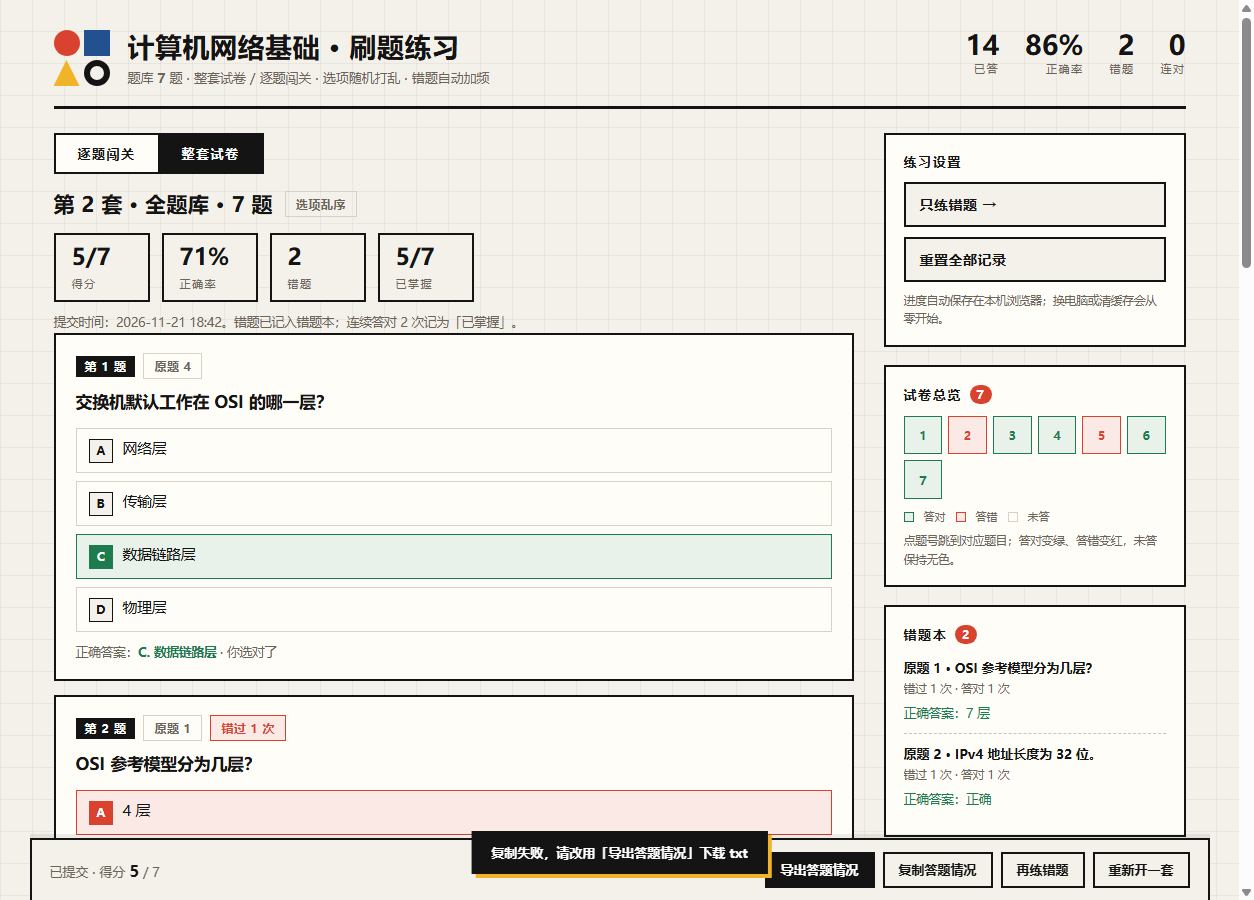 计算机网络基础 · 刷题练习
题库 7 题 · 整套试卷 / 逐题闯关 · 选项随机打乱 · 错题自动加频
14 86% 2 0
已答 正确率 错题 连对
逐题闯关 整套试卷
第 2 套 · 全题库 · 7 题 选项乱序
5/7 71% 2 5/7
得分 正确率 错题 已掌握
提交时间：2026-11-21 18:42。错题已记入错题本；连续答对 2 次记为「已掌握」。
第 1 题 原题 4
交换机默认工作在 OSI 的哪一层？
A 网络层
B 传输层
C 数据链路层
D 物理层
正确答案：C. 数据链路层 · 你选对了
第 2 题 原题 1 错过 1 次
OSI 参考模型分为几层？
A 4 层
练习设置
只练错题 →
重置全部记录
进度自动保存在本机浏览器；换电脑或清缓存会从
零开始。
试卷总览 7
1 2 3 4 5 6
7
答对 答错 未答
点题号跳到对应题目；答对变绿、答错变红，未答
保持无色。
错题本 2
原题 1 · OSI 参考模型分为几层？
错过 1 次 · 答对 1 次
正确答案：7 层
原题 2 · IPv4 地址长度为 32 位。
错过 1 次 · 答对 1 次
正确答案：正确
复制失败，请改用「导出答题情况」下载 txt
已提交 · 得分 5 / 7
导出答题情况 复制答题情况 再练错题 重新开一套